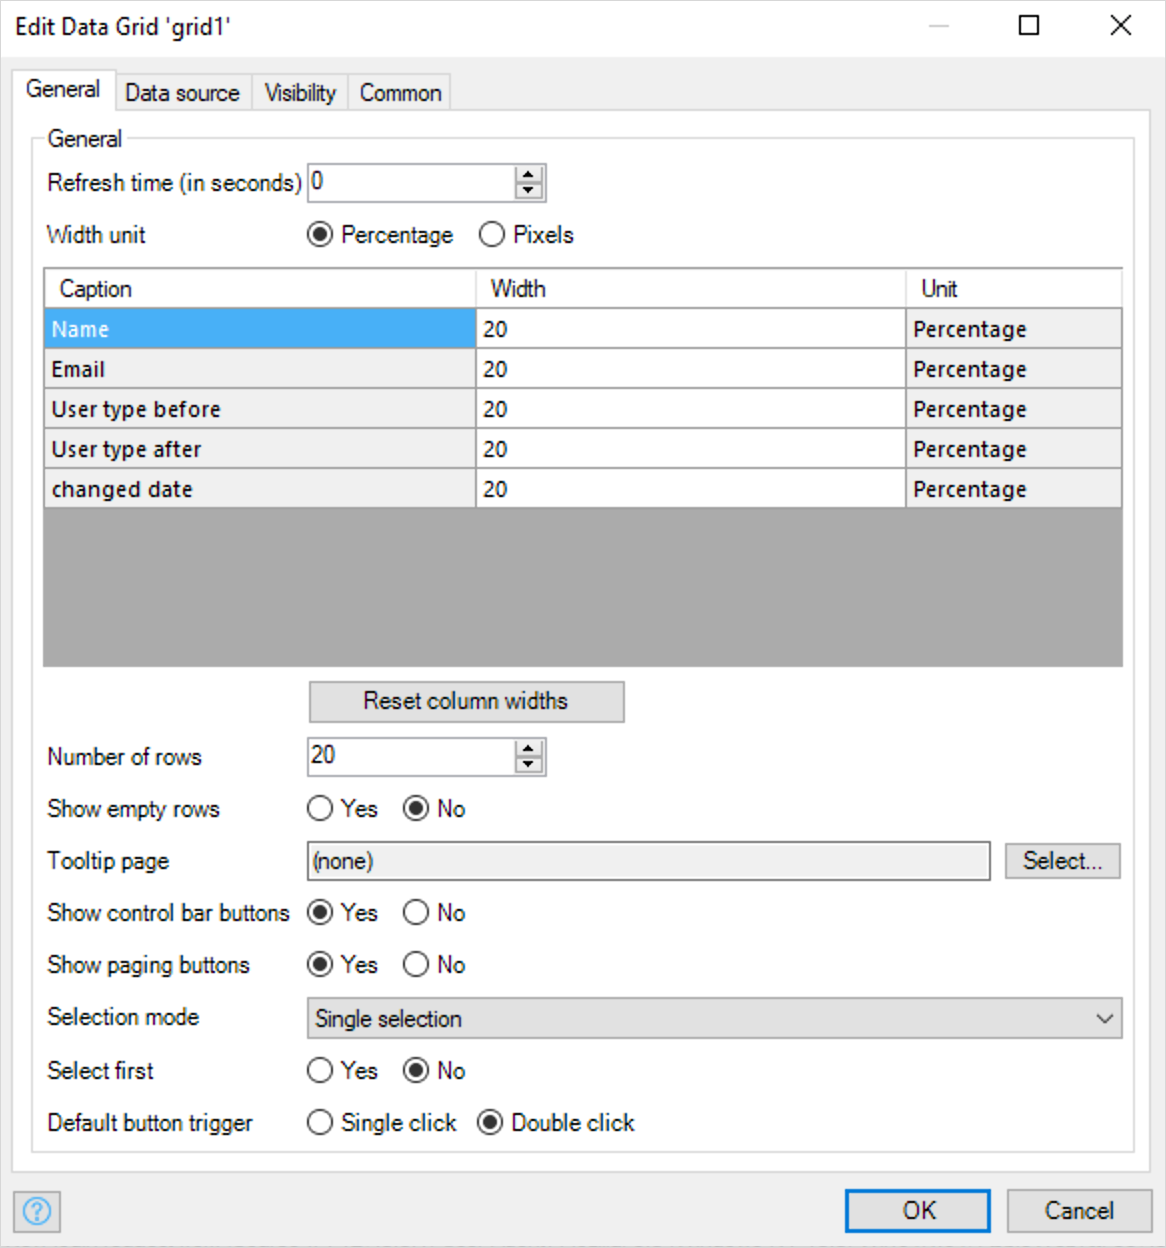 Edit Data Grid 'grid1'
General Data source Visibility Common
General
Refresh time (in seconds) 0
Width unit Percentage Pixels
Caption Width Unit
Name 20 Percentage
Email 20 Percentage
User type before 20 Percentage
User type after 20 Percentage
changed date 20 Percentage
Reset column widths
Number of rows 20
Show empty rows Yes No
Tooltip page (none) Select...
Show control bar buttons Yes No
Show paging buttons Yes No
Selection mode Single selection
Select first Yes No
Default button trigger Single click Double click
? OK Cancel